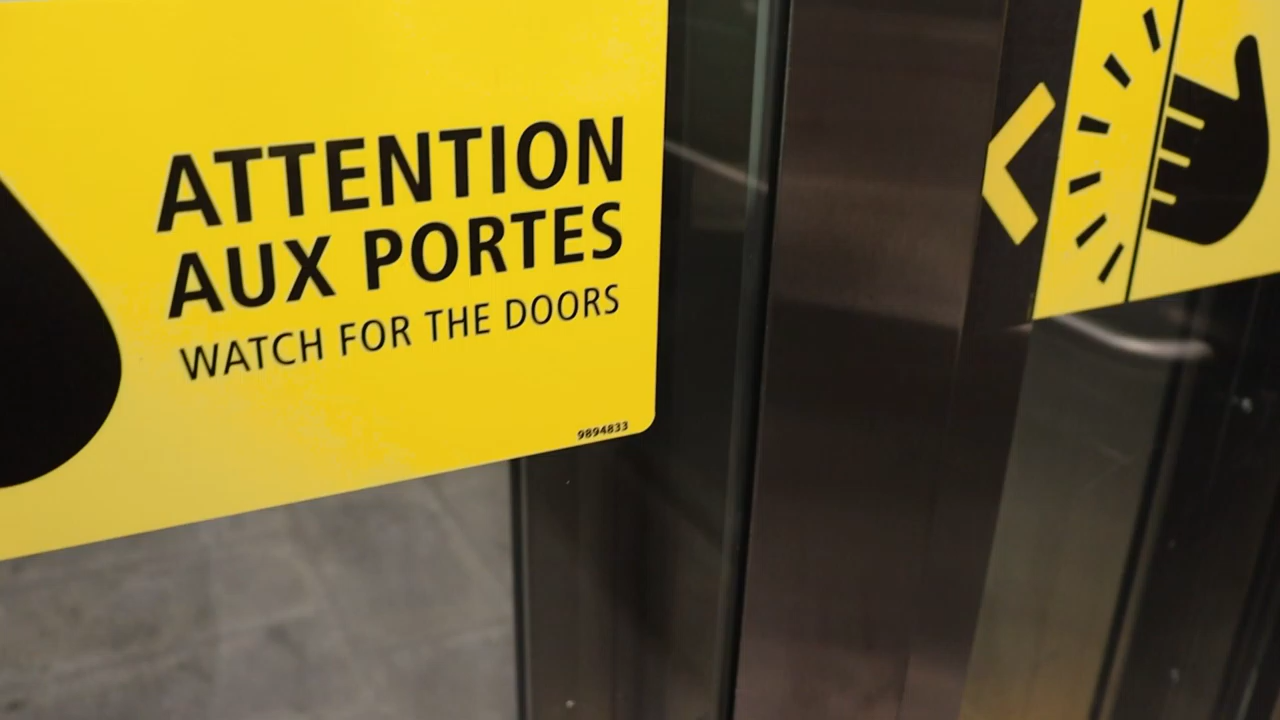 ATTENTION
AUX PORTES
WATCH FOR THE DOORS
9894833